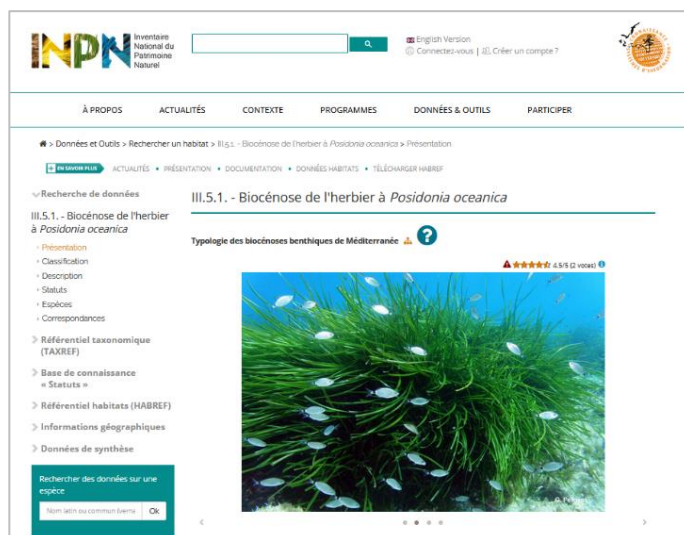 INPN
Inventaire
National du
Patrimoine
Naturel
English Version
Connectez-vous | Créer un compte ?
À PROPOS ACTUALITÉS CONTEXTE PROGRAMMES DONNÉES & OUTILS PARTICIPER
> Données et Outils > Rechercher un habitat > III.5.1. - Biocénose de l'herbier à Posidonia oceanica > Présentation
EN SAVOIR PLUS ACTUALITÉS • PRÉSENTATION • DOCUMENTATION • DONNÉES HABITATS • TÉLÉCHARGER HABREF
Recherche de données
III.5.1. - Biocénose de l'herbier
à Posidonia oceanica
Présentation
Classification
Description
Statuts
Espèces
Correspondances
Référentiel taxonomique
(TAXREF)
Base de connaissance
« Statuts »
Référentiel habitats (HABREF)
Informations géographiques
Données de synthèse
Rechercher des données sur une
espèce
Nom latin ou commun (verna Ok
III.5.1. - Biocénose de l'herbier à Posidonia oceanica
Typologie des biocénoses benthiques de Méditerranée ?
4.5/5 (2 votes)